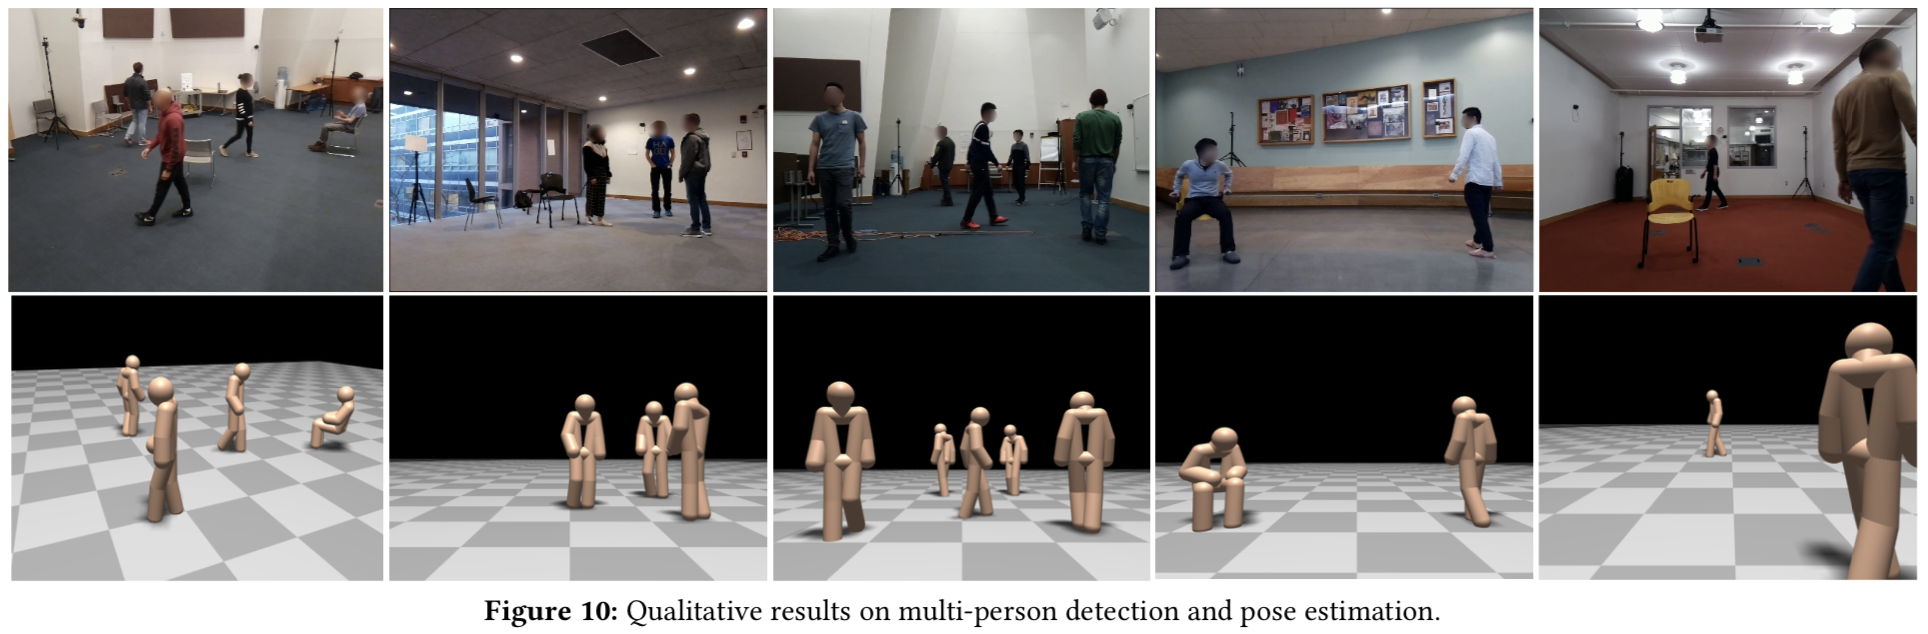 Figure 10: Qualitative results on multi-person detection and pose estimation.